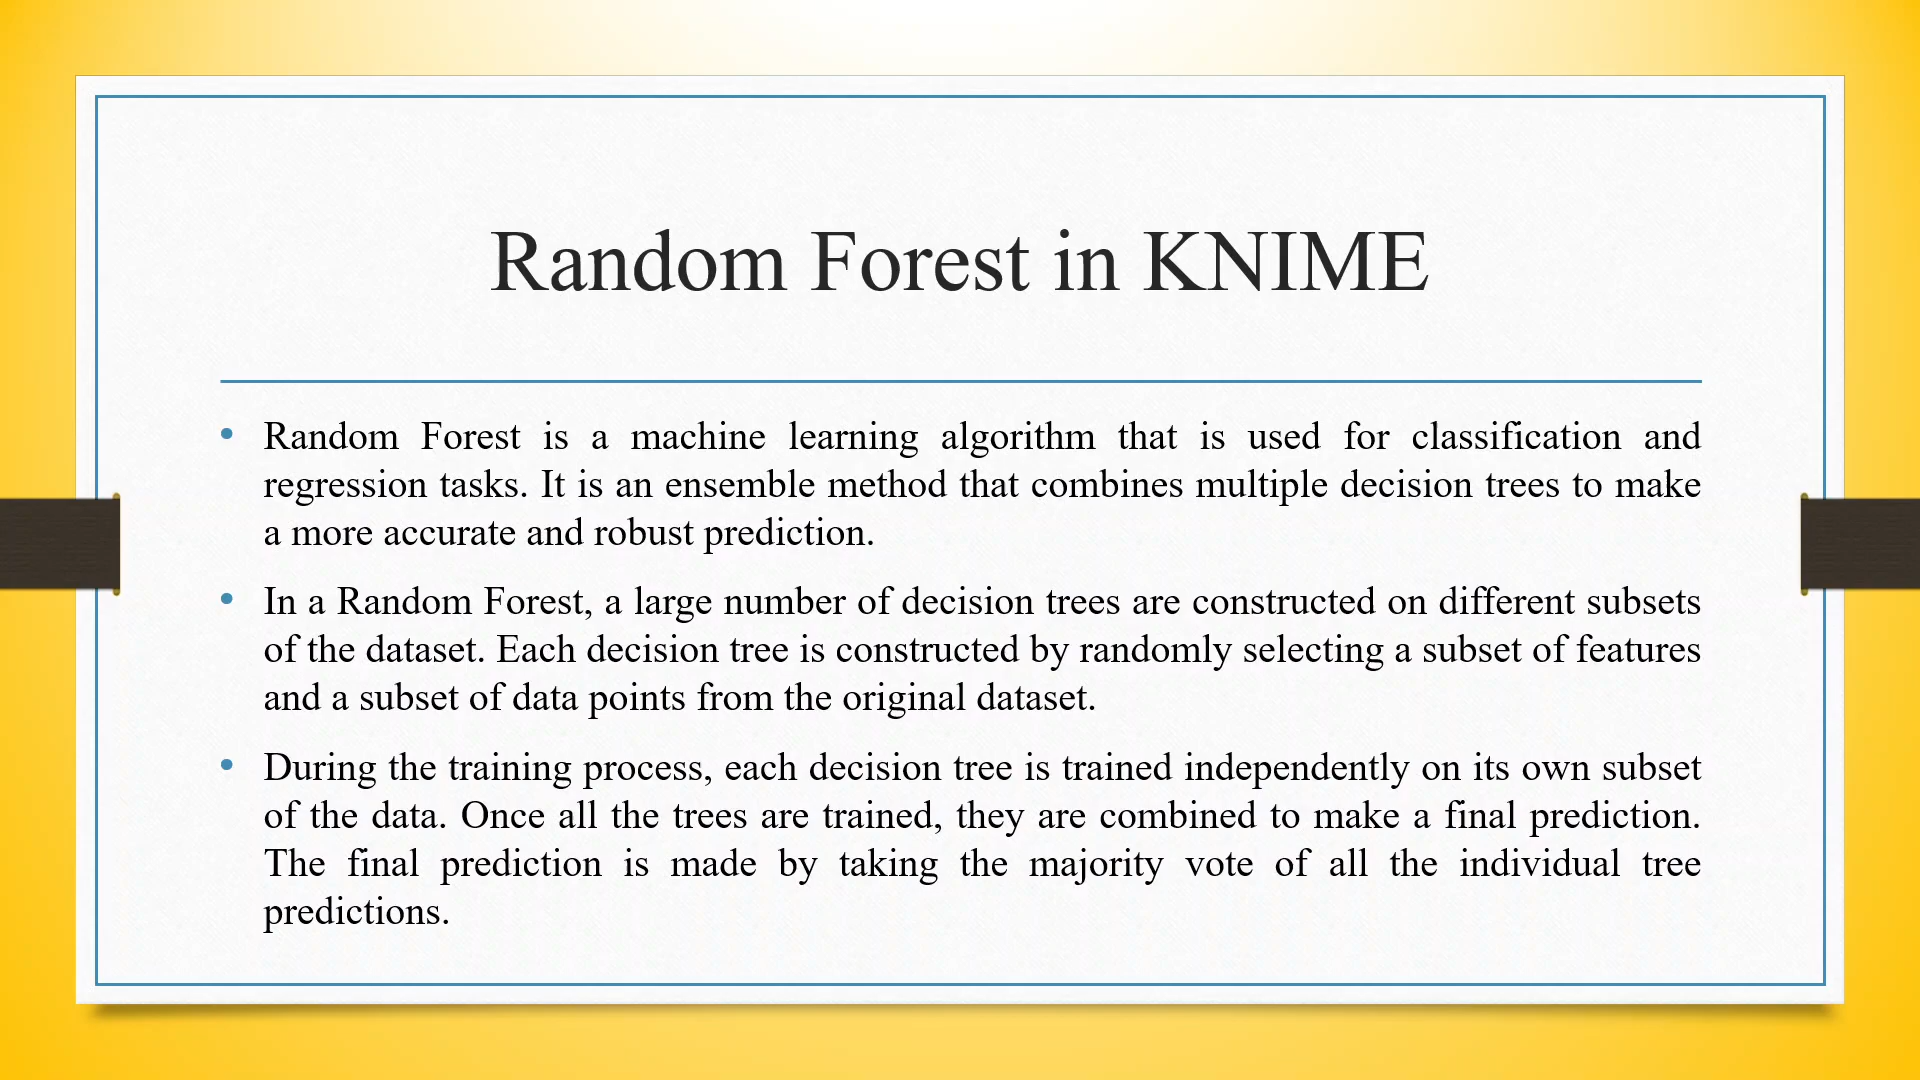 Random Forest in KNIME
• Random Forest is a machine learning algorithm that is used for classification and
regression tasks. It is an ensemble method that combines multiple decision trees to make
a more accurate and robust prediction.
• In a Random Forest, a large number of decision trees are constructed on different subsets
of the dataset. Each decision tree is constructed by randomly selecting a subset of features
and a subset of data points from the original dataset.
• During the training process, each decision tree is trained independently on its own subset
of the data. Once all the trees are trained, they are combined to make a final prediction.
The final prediction is made by taking the majority vote of all the individual tree
predictions.